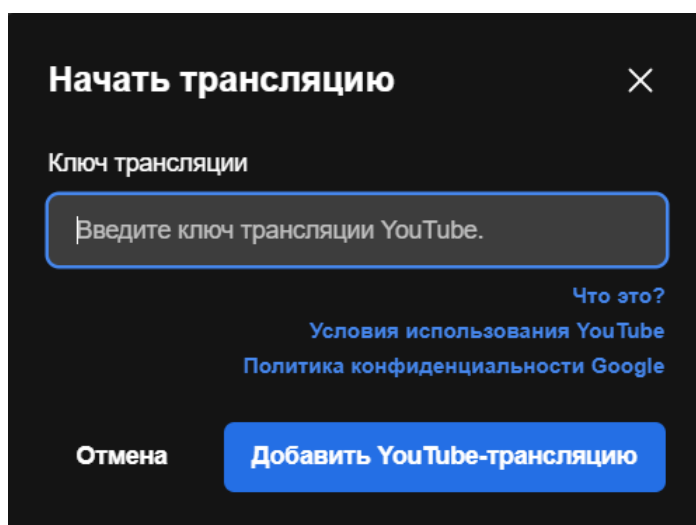 Начать трансляцию
Ключ трансляции
Введите ключ трансляции YouTube.
Что это?
Условия использования YouTube
Политика конфиденциальности Google
Отмена
Добавить YouTube-трансляцию